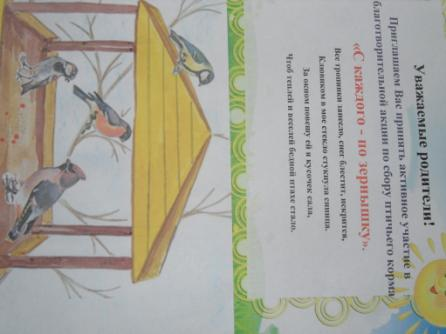 Уважаемые родители!
Приглашаем Вас принять активное участие в
благотворительной акции по сбору птичьего корма
«С каждого - по зернышку».
Все тропинки замело, снег блестит, искрится,
Клювиком в мое стекло стукнула синица.
За окном повешу ей я кусочек сала,
Чтоб теплей и веселей бедной птахе стало.